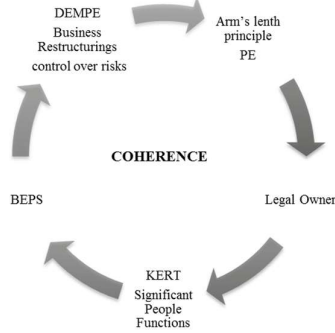 DEMPE
Business
Restructurings
control over risks
Arm's lenth
principle
PE
COHERENCE
BEPS
Legal Owner
KERT
Significant
People
Functions